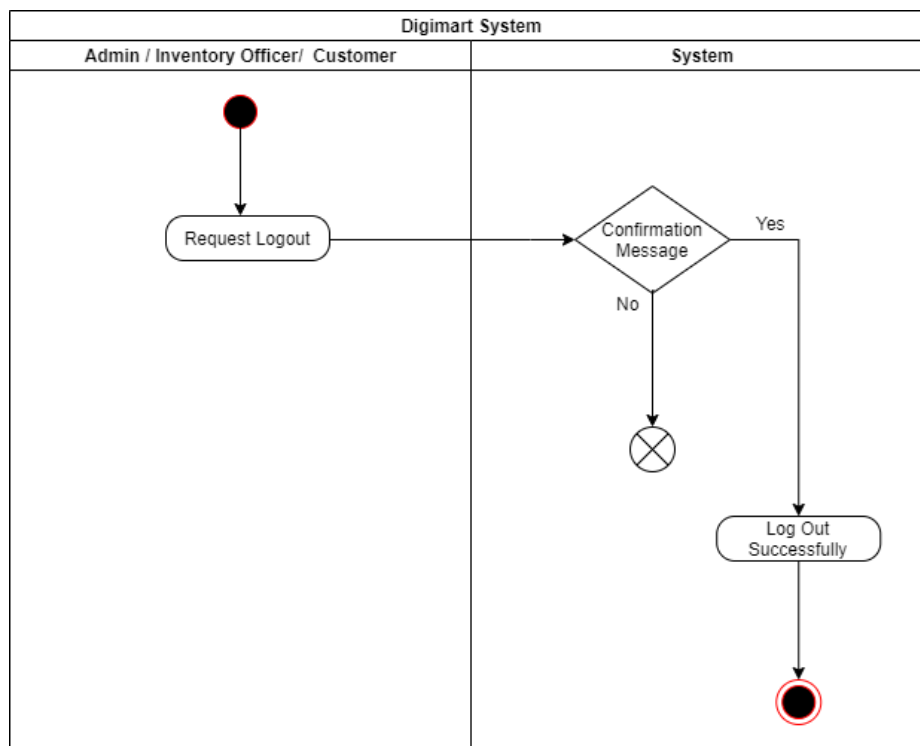 Digimart System
Admin / Inventory Officer/ Customer
System
Request Logout
Confirmation
Message
Yes
No
Log Out
Successfully